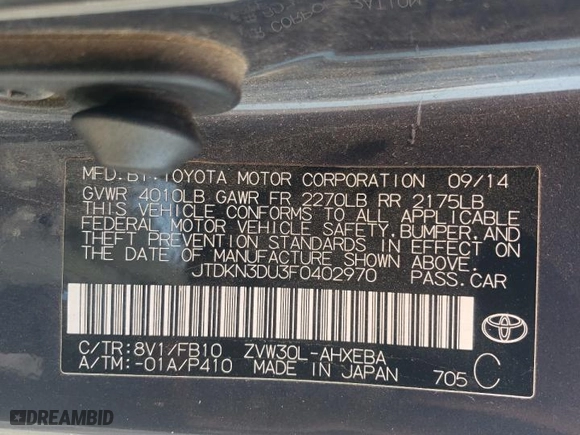 MFD.BY:TOYOTA MOTOR CORPORATION 09/14
GVWR 4010LB GAWR FR 2270LB RR 2175LB
THIS VEHICLE CONFORMS TO ALL APPLICABLE
FEDERAL MOTOR VEHICLE SAFETY,BUMPER,AND
THEFT PREVENTION STANDARDS IN EFFECT ON
THE DATE OF MANUFACTURE SHOWN ABOVE.
JTDKN3DU3F0402970 PASS.CAR
C/TR:8V1/FB10 ZVW30L-AHXEBA
A/TM:-01A/P410 MADE IN JAPAN 705 C
DREAMBID